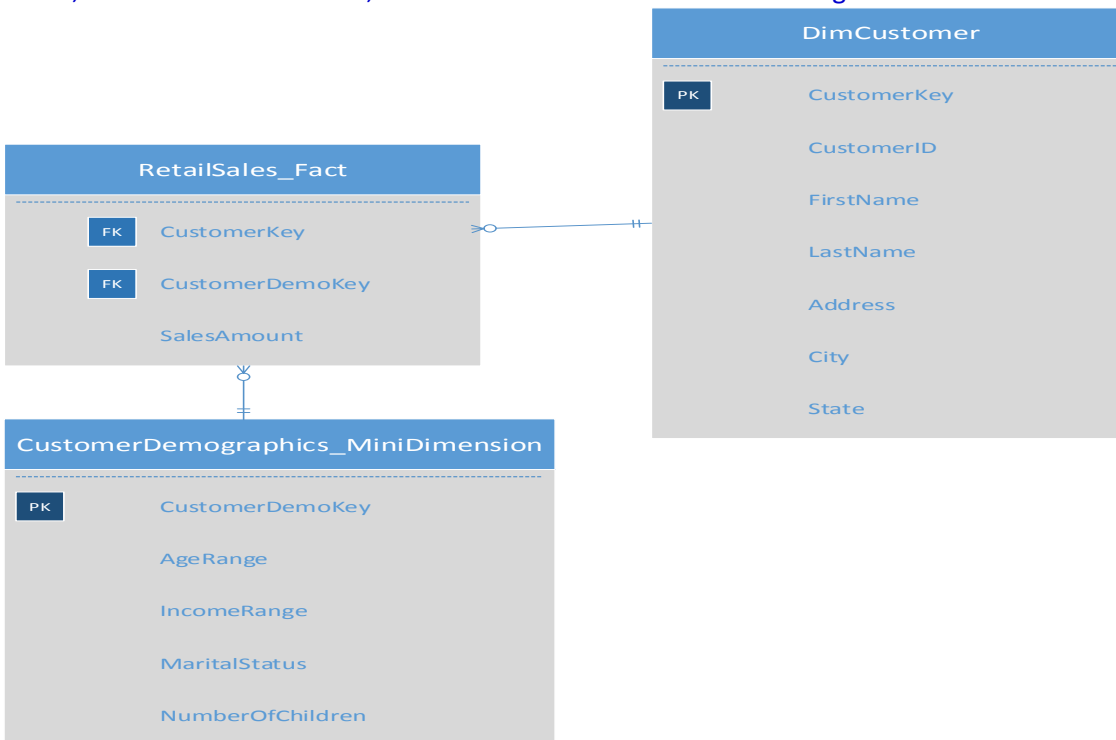 DimCustomer
PK CustomerKey
CustomerID
FirstName
LastName
Address
City
State
RetailSales_Fact
FK CustomerKey
FK CustomerDemoKey
SalesAmount
CustomerDemographics_MiniDimension
PK CustomerDemoKey
AgeRange
IncomeRange
MaritalStatus
NumberOfChildren